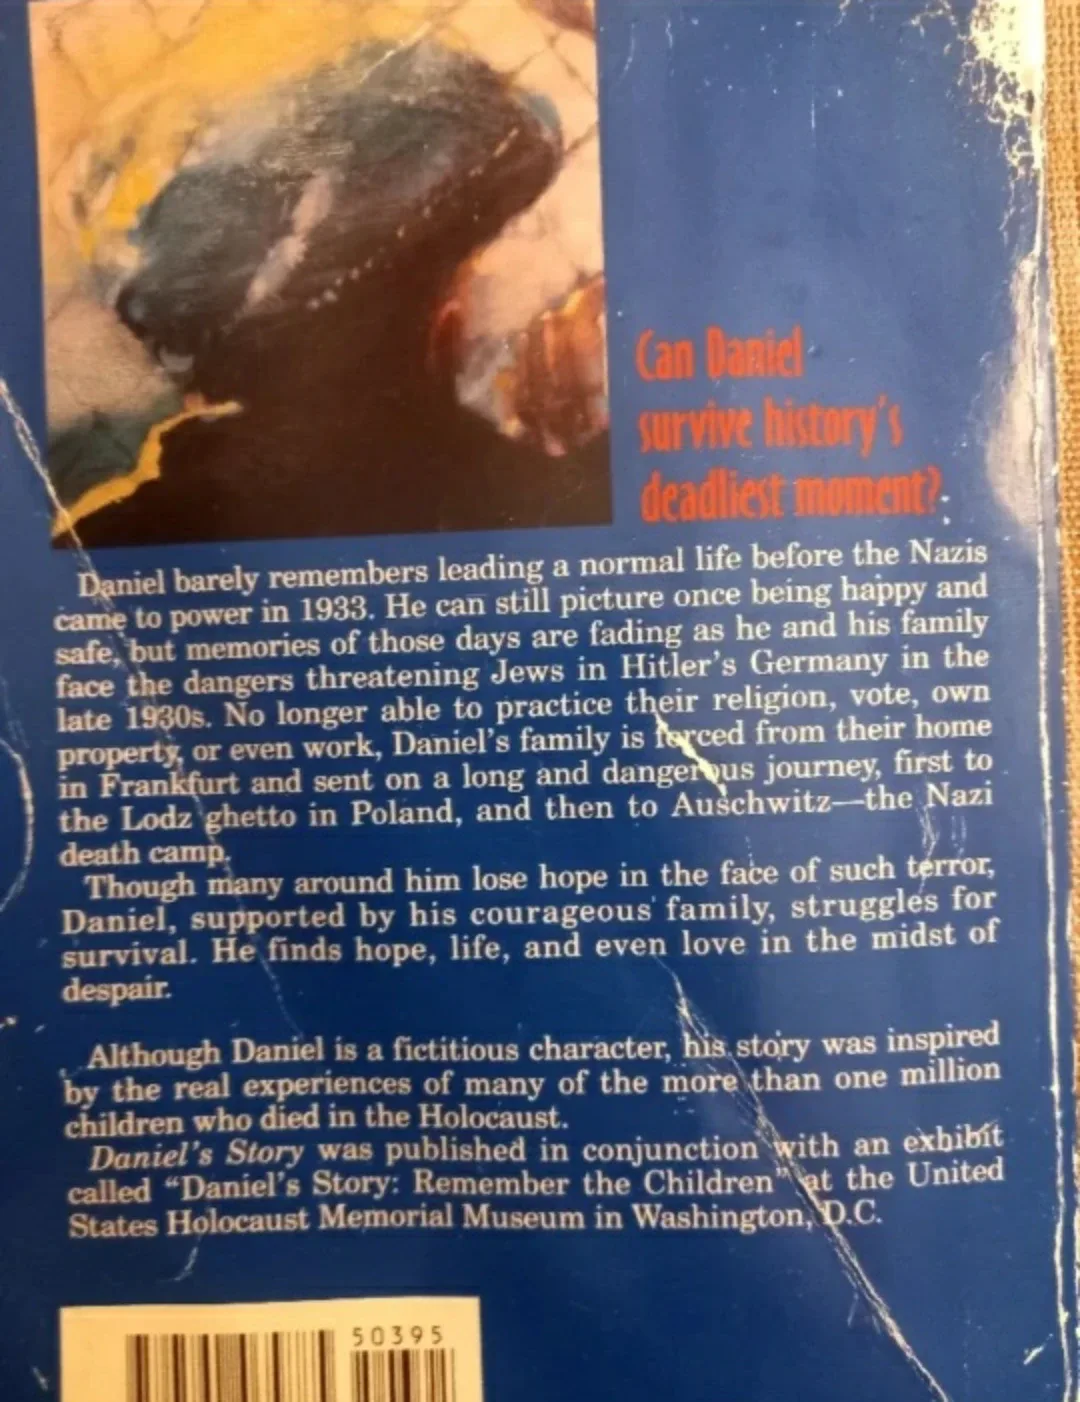 Can Daniel
survive history's
deadliest moment?
Daniel barely remembers leading a normal life before the Nazis
came to power in 1933. He can still picture once being happy and
safe, but memories of those days are fading as he and his family
face the dangers threatening Jews in Hitler's Germany in the
late 1930s. No longer able to practice their religion, vote, own
property, or even work, Daniel's family is forced from their home
in Frankfurt and sent on a long and dangerous journey, first to
the Lodz ghetto in Poland, and then to Auschwitz—the Nazi
death camp.
Though many around him lose hope in the face of such terror,
Daniel, supported by his courageous family, struggles for
survival. He finds hope, life, and even love in the midst of
despair.
Although Daniel is a fictitious character, his story was inspired
by the real experiences of many of the more than one million
children who died in the Holocaust.
Daniel's Story was published in conjunction with an exhibit
called "Daniel's Story: Remember the Children" at the United
States Holocaust Memorial Museum in Washington, D.C.
50395